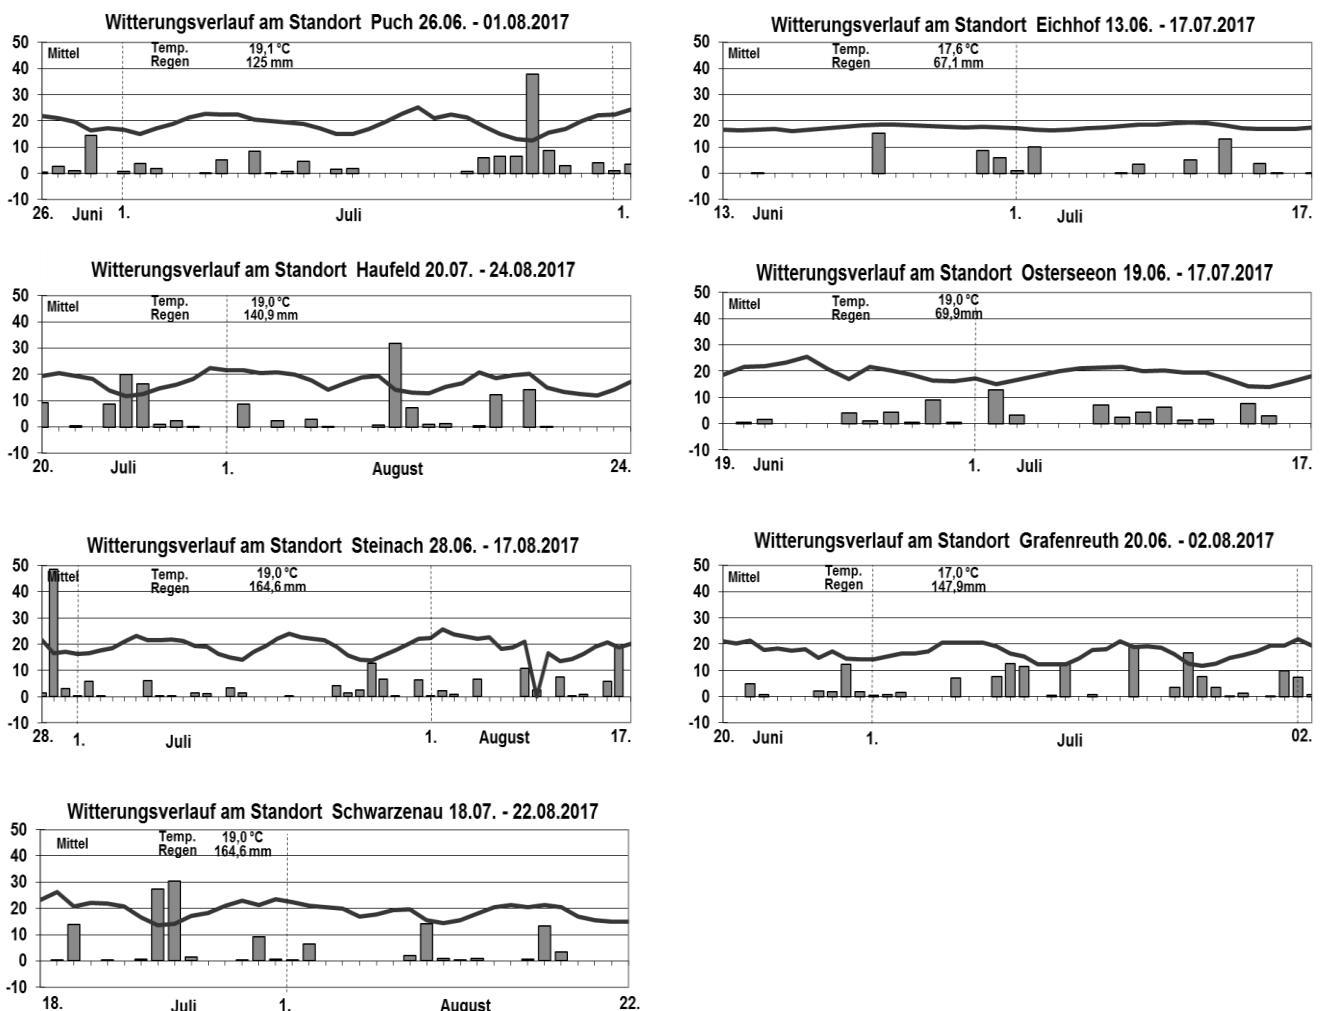 Witterungsverlauf am Standort Puch 26.06. - 01.08.2017
50
40
30
20
10
0
-10
Mittel
Temp. 19,1 °C
Regen 125 mm
26. Juni 1. Juli 1.
Witterungsverlauf am Standort Eichhof 13.06. - 17.07.2017
50
40
30
20
10
0
-10
Mittel
Temp. 17,6 °C
Regen 67,1 mm
13. Juni 1. Juli 17.
Witterungsverlauf am Standort Haufeld 20.07. - 24.08.2017
50
40
30
20
10
0
-10
Mittel
Temp. 19,0 °C
Regen 140,9 mm
20. Juli 1. August 24.
Witterungsverlauf am Standort Osterseeon 19.06. - 17.07.2017
50
40
30
20
10
0
-10
Mittel
Temp. 19,0 °C
Regen 69,9mm
19. Juni 1. Juli 17.
Witterungsverlauf am Standort Steinach 28.06. - 17.08.2017
50
40
30
20
10
0
-10
Mittel
Temp. 19,0 °C
Regen 164,6 mm
28. 1. Juli 1. August 17.
Witterungsverlauf am Standort Grafenreuth 20.06. - 02.08.2017
50
40
30
20
10
0
-10
Mittel
Temp. 17,0 °C
Regen 147,9mm
20. Juni 1. Juli 02.
Witterungsverlauf am Standort Schwarzenau 18.07. - 22.08.2017
50
40
30
20
10
0
-10
Mittel
Temp. 19,0 °C
Regen 164,6 mm
18. Juli 1. August 22.